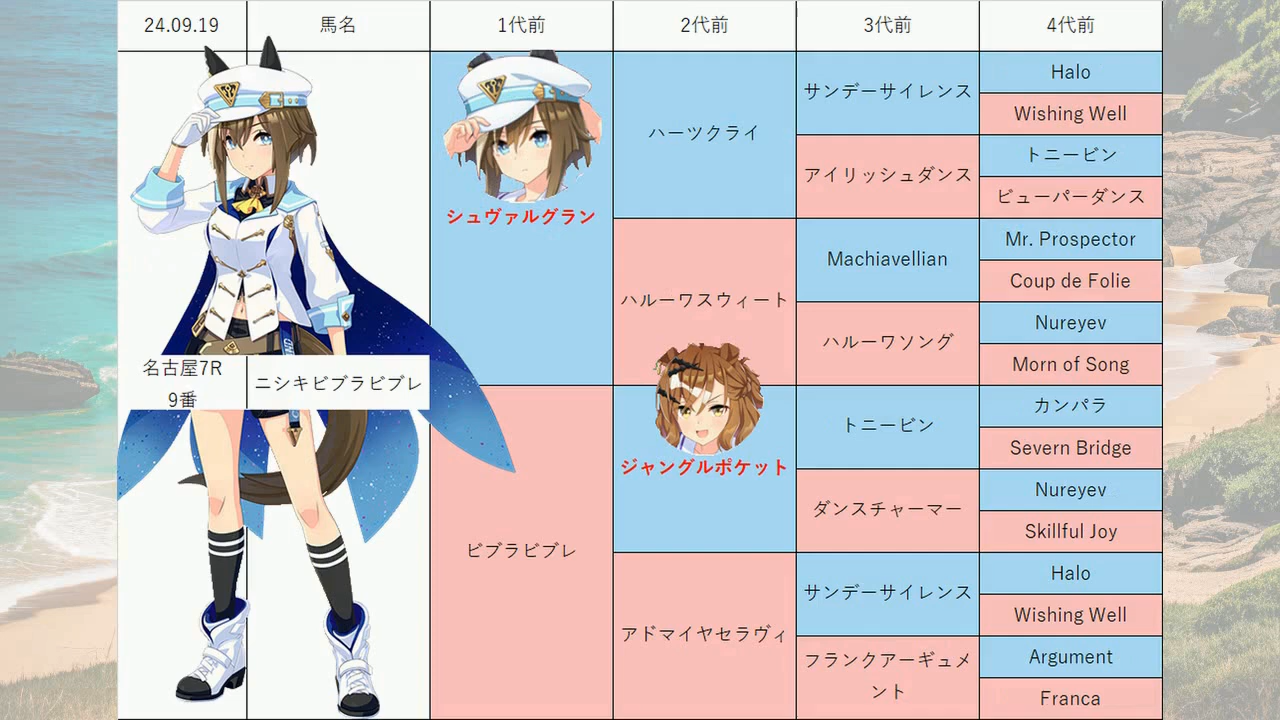 24.09.19
馬名
1代前
2代前
3代前
4代前
名古屋7R
9番
ニシキビブラビブレ
シュヴァルグラン
ビブラビブレ
ハーツクライ
ハルーワスウィート
ジャングルポケット
アドマイヤセラヴィ
サンデーサイレンス
アイリッシュダンス
Machiavellian
ハルーワソング
トニービン
ダンスチャーマー
サンデーサイレンス
フランクアーギュメ
ント
Halo
Wishing Well
トニービン
ビューパーダンス
Mr. Prospector
Coup de Folie
Nureyev
Morn of Song
カンパラ
Severn Bridge
Nureyev
Skillful Joy
Halo
Wishing Well
Argument
Franca